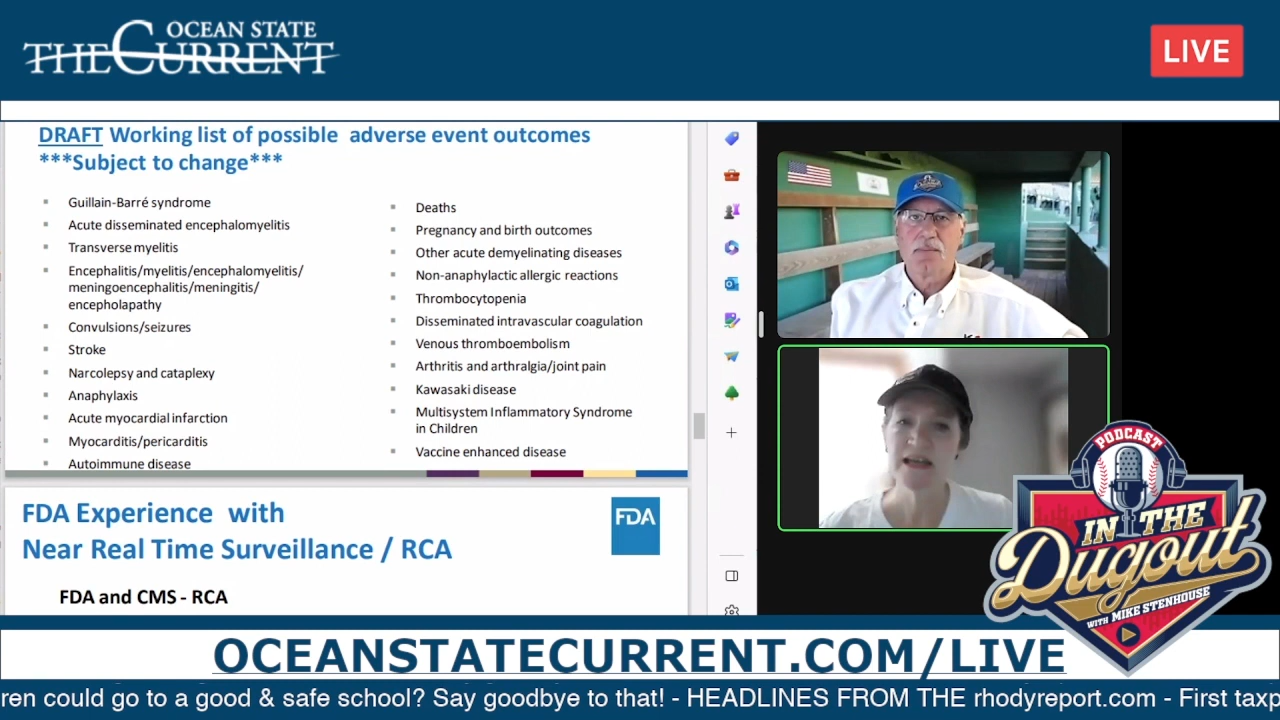 OCEAN STATE
THE CURRENT
LIVE
DRAFT Working list of possible adverse event outcomes
***Subject to change***
Guillain-Barré syndrome
Acute disseminated encephalomyelitis
Transverse myelitis
Encephalitis/myelitis/encephalomyelitis/
meningoencephalitis/meningitis/
encepholapathy
Convulsions/seizures
Stroke
Narcolepsy and cataplexy
Anaphylaxis
Acute myocardial infarction
Myocarditis/pericarditis
Autoimmune disease
Deaths
Pregnancy and birth outcomes
Other acute demyelinating diseases
Non-anaphylactic allergic reactions
Thrombocytopenia
Disseminated intravascular coagulation
Venous thromboembolism
Arthritis and arthralgia/joint pain
Kawasaki disease
Multisystem Inflammatory Syndrome
in Children
Vaccine enhanced disease
FDA Experience with
Near Real Time Surveillance / RCA
FDA
FDA and CMS - RCA
PODCAST
IN THE
Dugout
WITH MIKE STENHOUSE
OCEANSTATECURRENT.COM/LIVE
ren could go to a good & safe school? Say goodbye to that! - HEADLINES FROM THE rhodyreport.com - First taxp